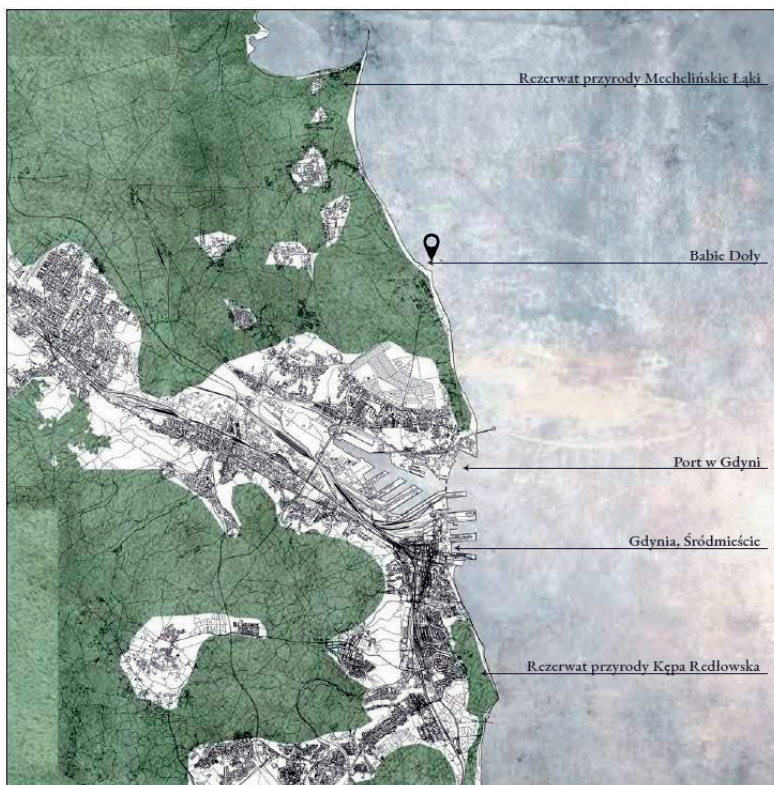 Rezerwat przyrody Mechelińskie Łąki
Babie Doły
Port w Gdyni
Gdynia, Śródmieście
Rezerwat przyrody Kępa Redłowska